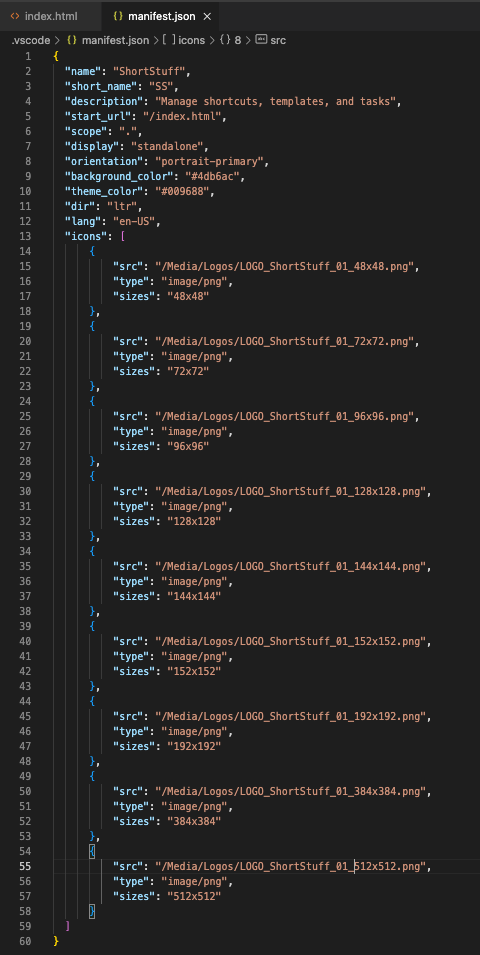 <> index.html
{} manifest.json ×
.vscode > {} manifest.json > [ ] icons > {} 8 > abc src
1 {
2 "name": "ShortStuff",
3 "short_name": "SS",
4 "description": "Manage shortcuts, templates, and tasks",
5 "start_url": "/index.html",
6 "scope": ".",
7 "display": "standalone",
8 "orientation": "portrait-primary",
9 "background_color": "#4db6ac",
10 "theme_color": "#009688",
11 "dir": "ltr",
12 "lang": "en-US",
13 "icons": [
14 {
15 "src": "/Media/Logos/LOGO_ShortStuff_01_48x48.png",
16 "type": "image/png",
17 "sizes": "48x48"
18 },
19 {
20 "src": "/Media/Logos/LOGO_ShortStuff_01_72x72.png",
21 "type": "image/png",
22 "sizes": "72x72"
23 },
24 {
25 "src": "/Media/Logos/LOGO_ShortStuff_01_96x96.png",
26 "type": "image/png",
27 "sizes": "96x96"
28 },
29 {
30 "src": "/Media/Logos/LOGO_ShortStuff_01_128x128.png",
31 "type": "image/png",
32 "sizes": "128x128"
33 },
34 {
35 "src": "/Media/Logos/LOGO_ShortStuff_01_144x144.png",
36 "type": "image/png",
37 "sizes": "144x144"
38 },
39 {
40 "src": "/Media/Logos/LOGO_ShortStuff_01_152x152.png",
41 "type": "image/png",
42 "sizes": "152x152"
43 },
44 {
45 "src": "/Media/Logos/LOGO_ShortStuff_01_192x192.png",
46 "type": "image/png",
47 "sizes": "192x192"
48 },
49 {
50 "src": "/Media/Logos/LOGO_ShortStuff_01_384x384.png",
51 "type": "image/png",
52 "sizes": "384x384"
53 },
54 {
55 "src": "/Media/Logos/LOGO_ShortStuff_01_512x512.png",
56 "type": "image/png",
57 "sizes": "512x512"
58 }
59 ]
60 }